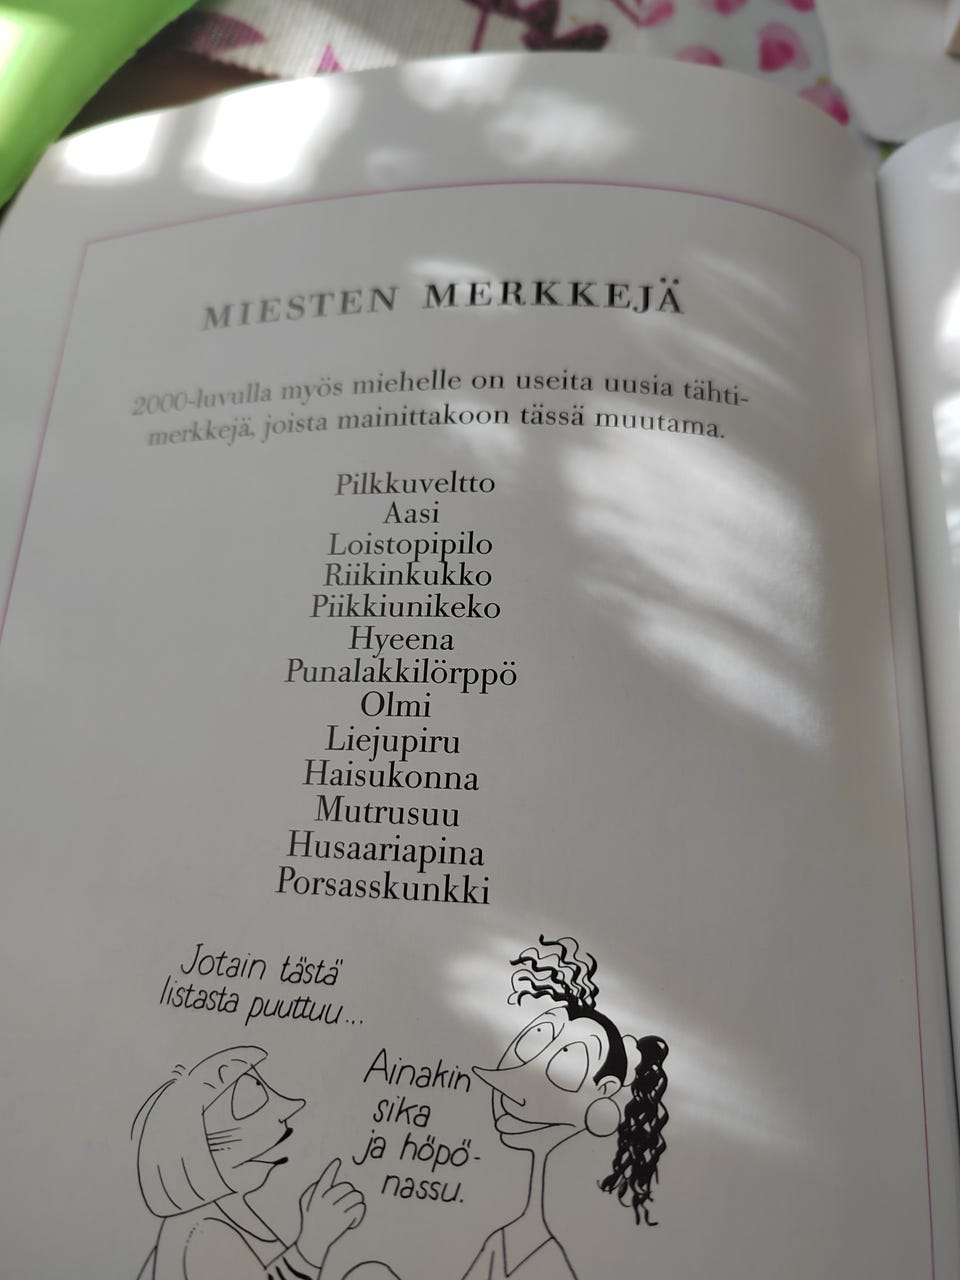 MIESTEN MERKKEJÄ
2000-luvulla myös miehelle on useita uusia tähti-
merkkejä, joista mainittakoon tässä muutama.
Pilkkuveltto
Aasi
Loistopipilo
Riikinkukko
Piikkiunikeko
Hyeena
Punalakkilörppö
Olmi
Liejupiru
Haisukonna
Mutrusuu
Husaariapina
Porsasskunkki
Jotain tästä
listasta puuttuu...
Ainakin
sika
ja höpö-
nassu.